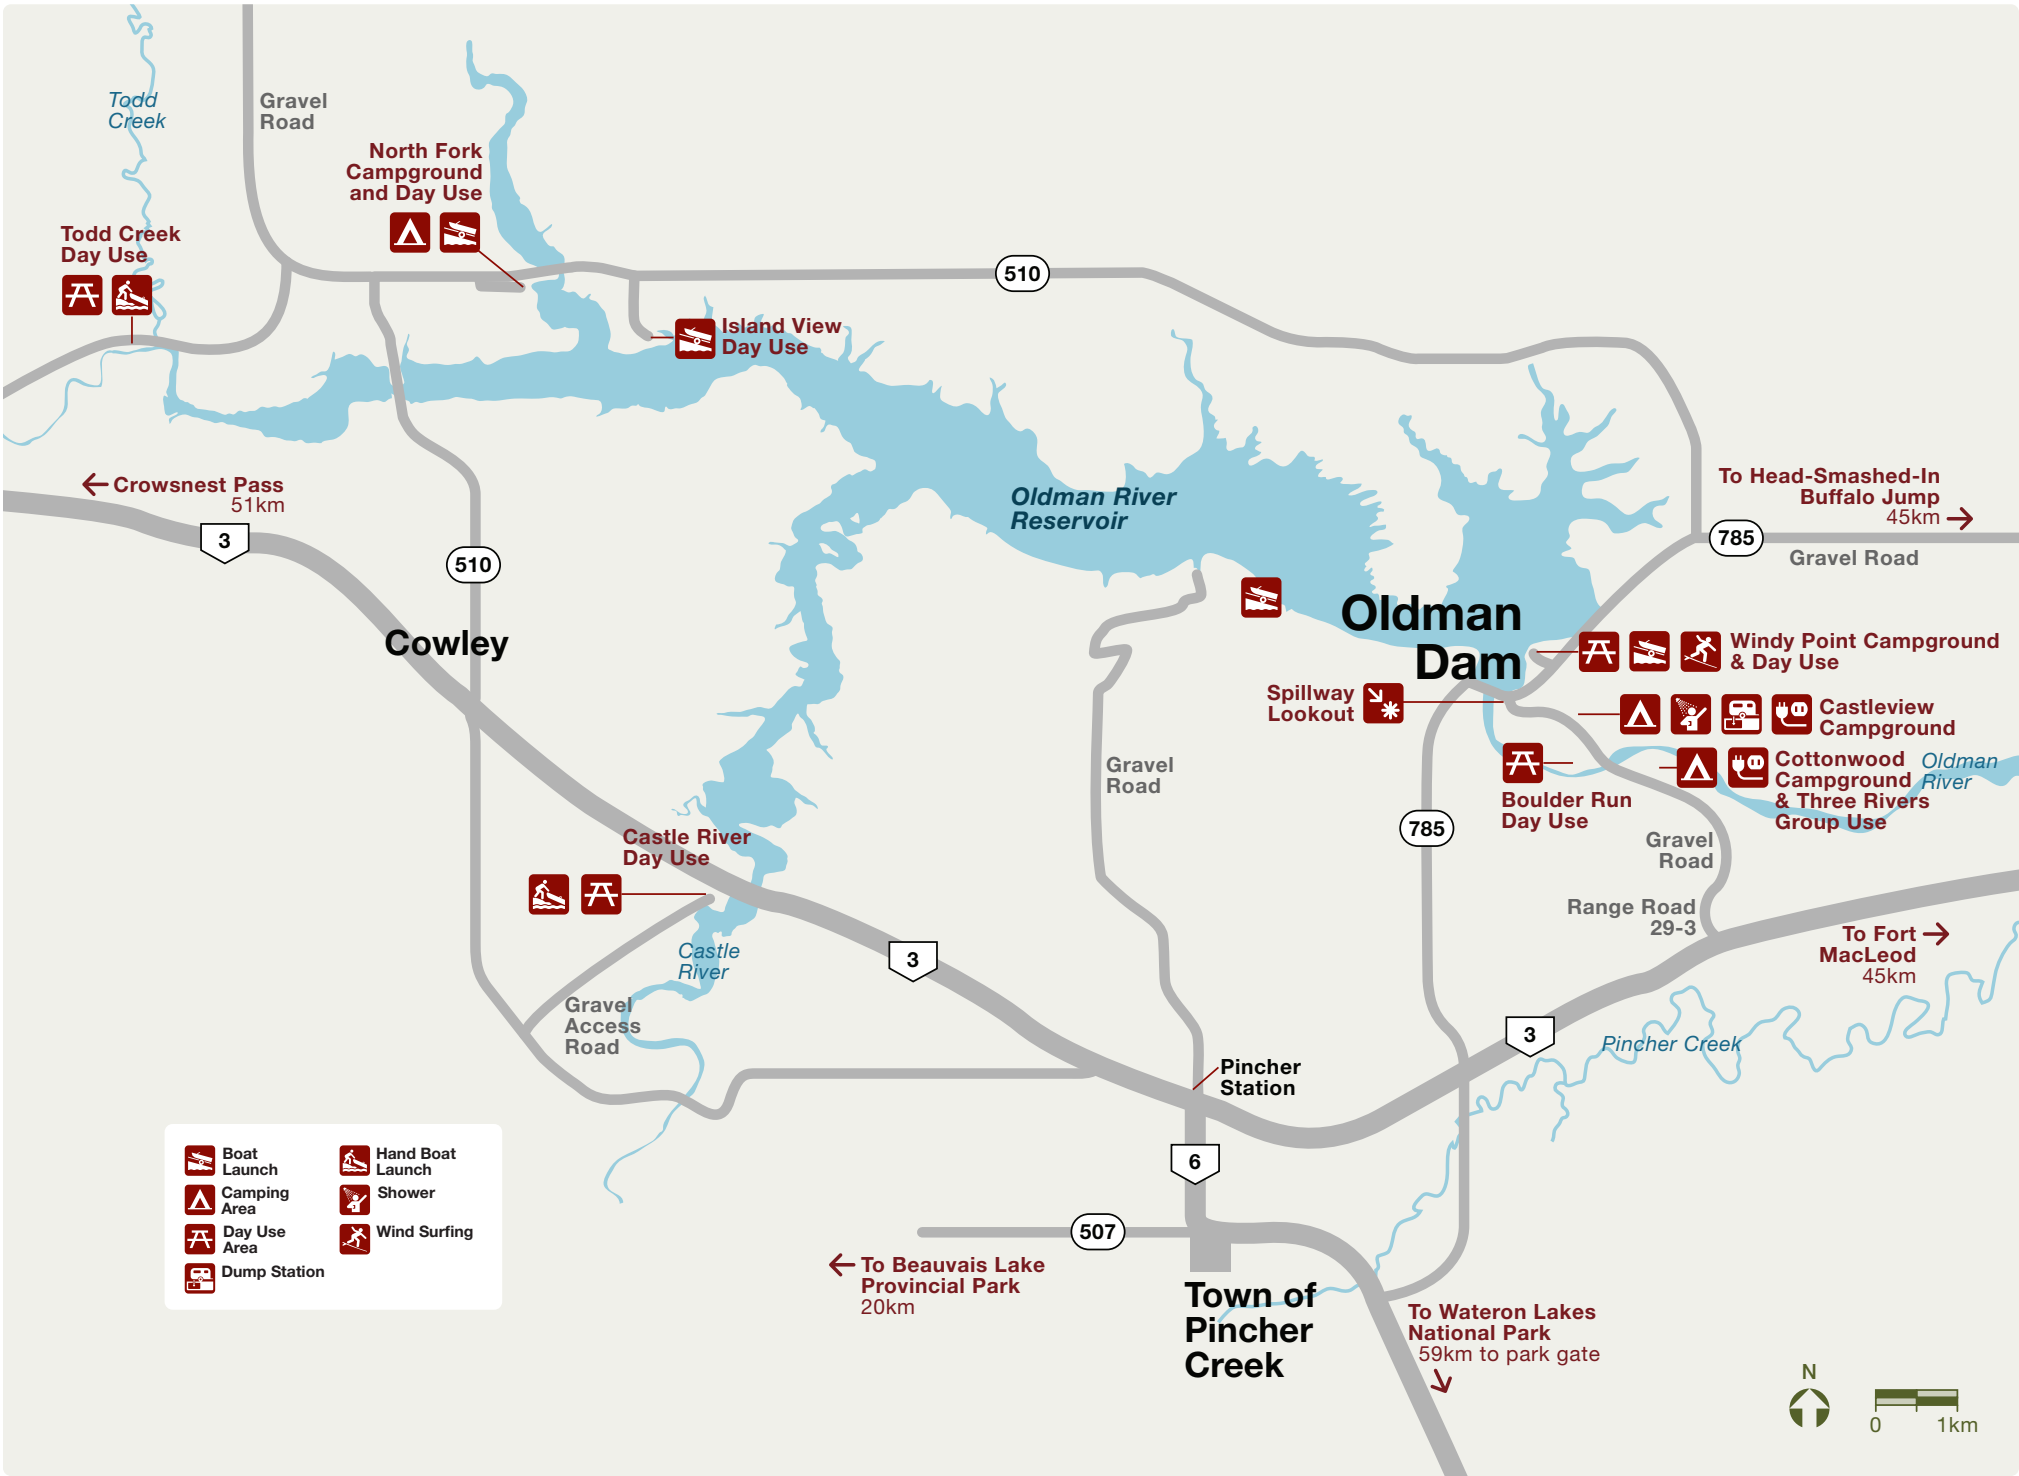 Todd
Creek
Gravel
Road
North Fork
Campground
and Day Use
Todd Creek
Day Use
510
Island View
Day Use
Crowsnest Pass
51km
3
510
Cowley
Oldman River
Reservoir
To Head-Smashed-In
Buffalo Jump
45km
785
Gravel Road
Oldman
Dam
Windy Point Campground
& Day Use
Spillway
Lookout
Castleview
Campground
Cottonwood
Campground
& Three Rivers
Group Use
Oldman
River
Boulder Run
Day Use
Gravel
Road
785
Gravel
Road
Range Road
29-3
Castle River
Day Use
Castle
River
3
To Fort
MacLeod
45km
Gravel
Access
Road
3
Pincher Creek
Pincher
Station
6
507
To Beauvais Lake
Provincial Park
20km
Town of
Pincher
Creek
To Wateron Lakes
National Park
59km to park gate
Boat
Launch
Hand Boat
Launch
Camping
Area
Shower
Day Use
Area
Wind Surfing
Dump Station
N
0 1km